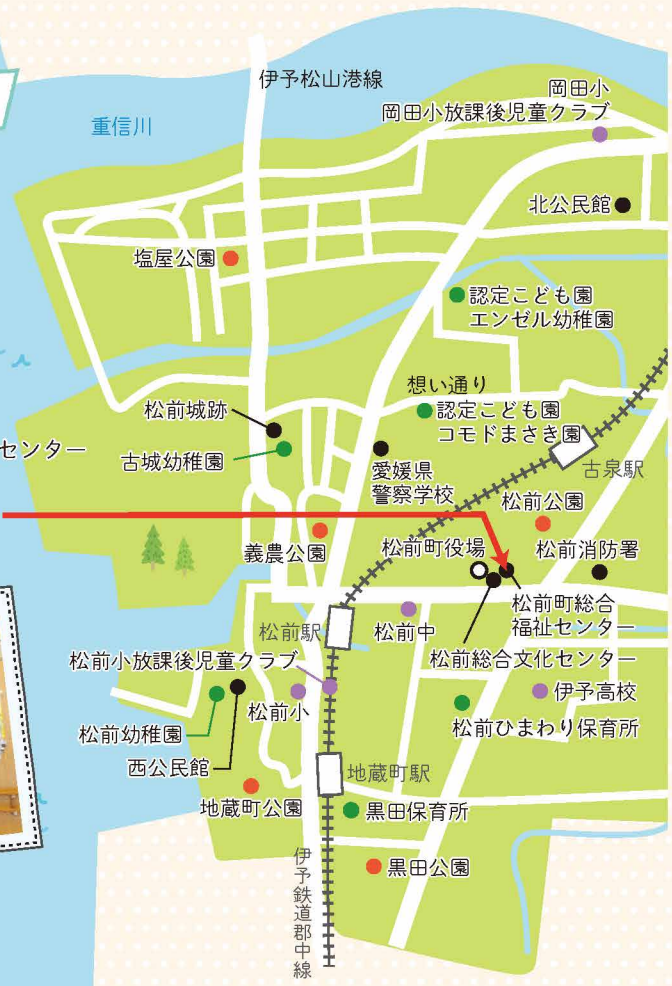 伊予松山港線
重信川
岡田小
岡田小放課後児童クラブ
北公民館
塩屋公園
認定こども園
エンゼル幼稚園
想い通り
松前城跡
認定こども園
コモドまさき園
センター
古城幼稚園
愛媛県
警察学校
古泉駅
松前公園
義農公園
松前町役場
松前消防署
松前町総合
福祉センター
松前駅
松前中
松前総合文化センター
松前小放課後児童クラブ
松前小
伊予高校
松前幼稚園
松前ひまわり保育所
西公民館
地蔵町駅
地蔵町公園
黒田保育所
黒田公園
伊予鉄道郡中線